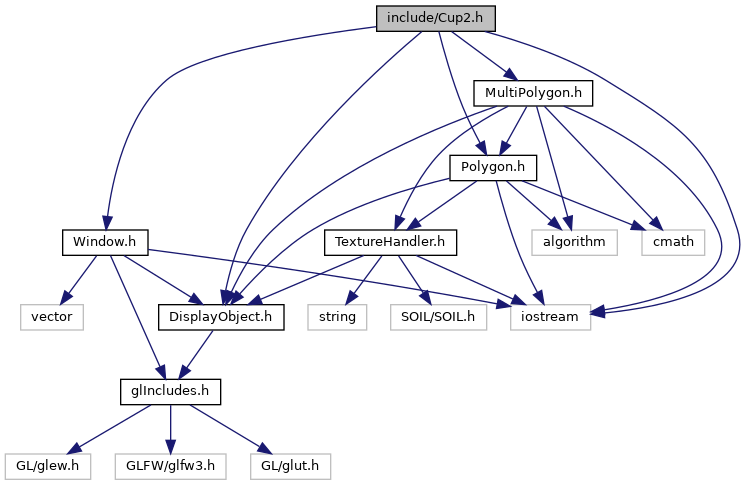 include/Cup2.h
MultiPolygon.h
Polygon.h
Window.h
TextureHandler.h
algorithm
cmath
vector
DisplayObject.h
string
SOIL/SOIL.h
iostream
glIncludes.h
GL/glew.h
GLFW/glfw3.h
GL/glut.h